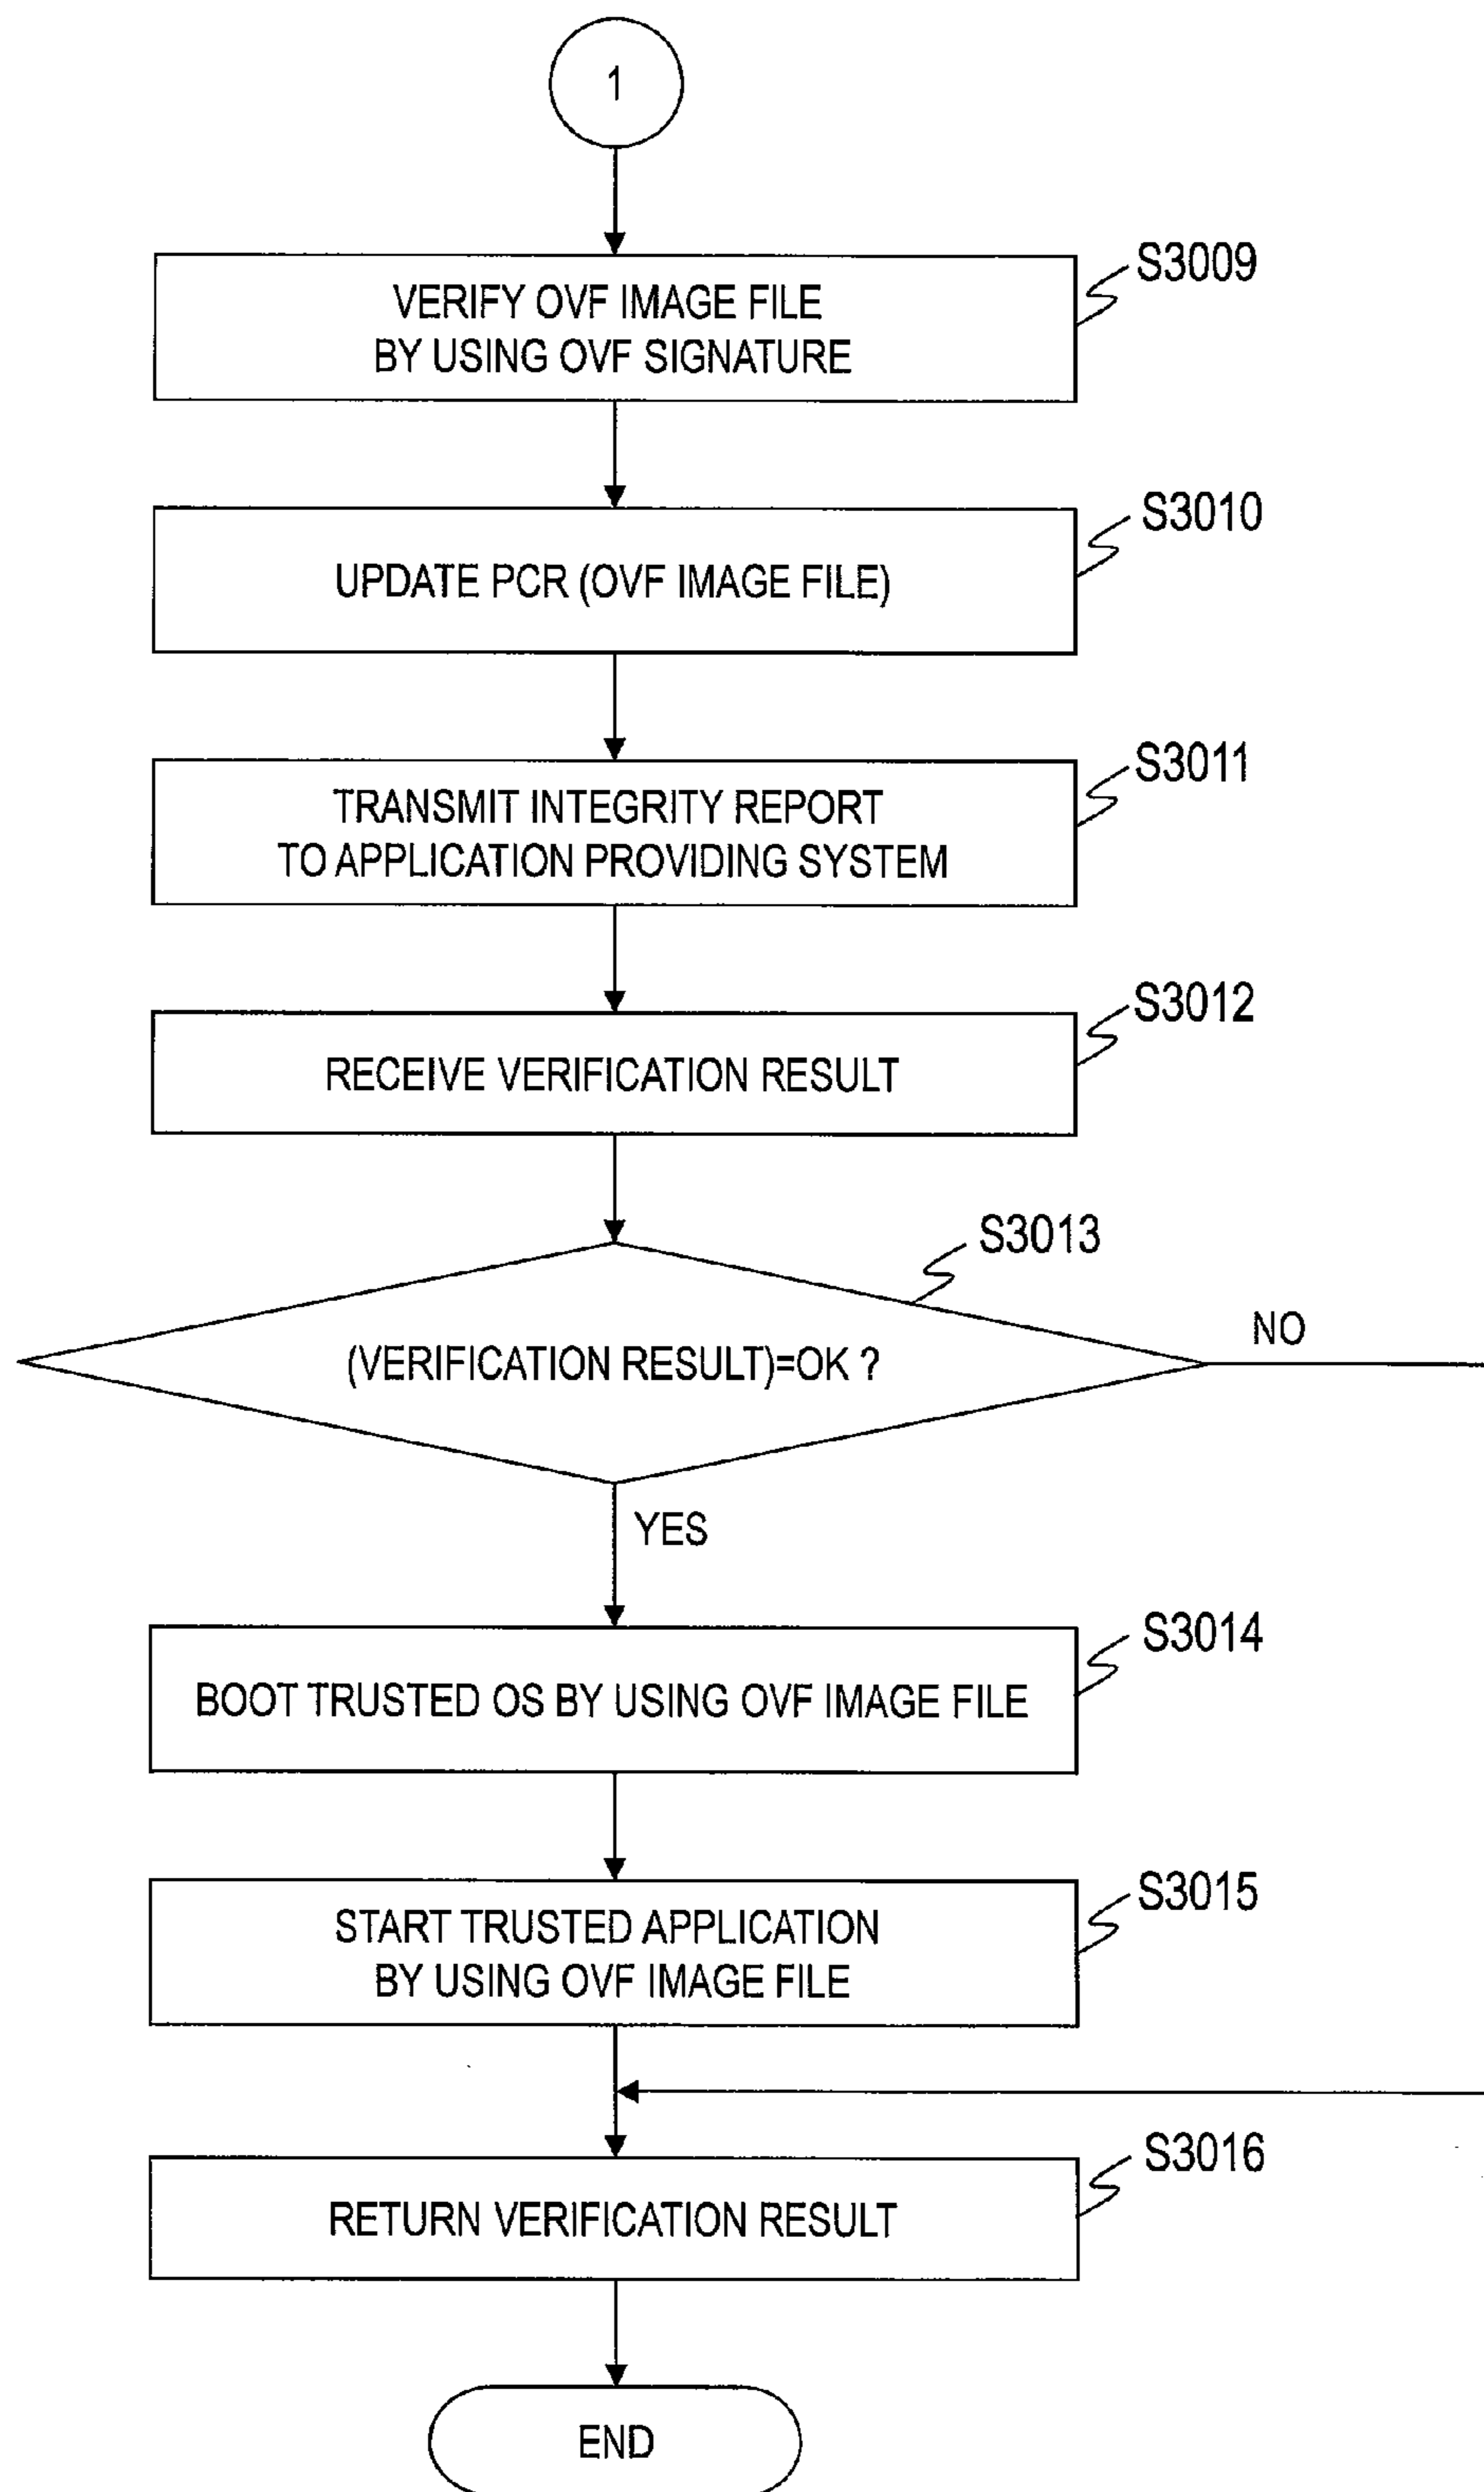 1
S3009
VERIFY OVF IMAGE FILE
BY USING OVF SIGNATURE
S3010
UPDATE PCR (OVF IMAGE FILE)
S3011
TRANSMIT INTEGRITY REPORT
TO APPLICATION PROVIDING SYSTEM
S3012
RECEIVE VERIFICATION RESULT
S3013
(VERIFICATION RESULT)=OK ?
NO
YES
S3014
BOOT TRUSTED OS BY USING OVF IMAGE FILE
S3015
START TRUSTED APPLICATION
BY USING OVF IMAGE FILE
S3016
RETURN VERIFICATION RESULT
END